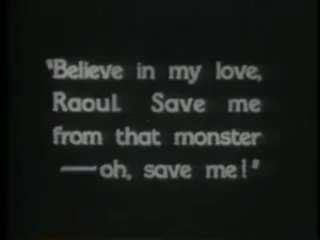 "Believe in my love,
Raoul. Save me
from that monster
—oh, save me!"